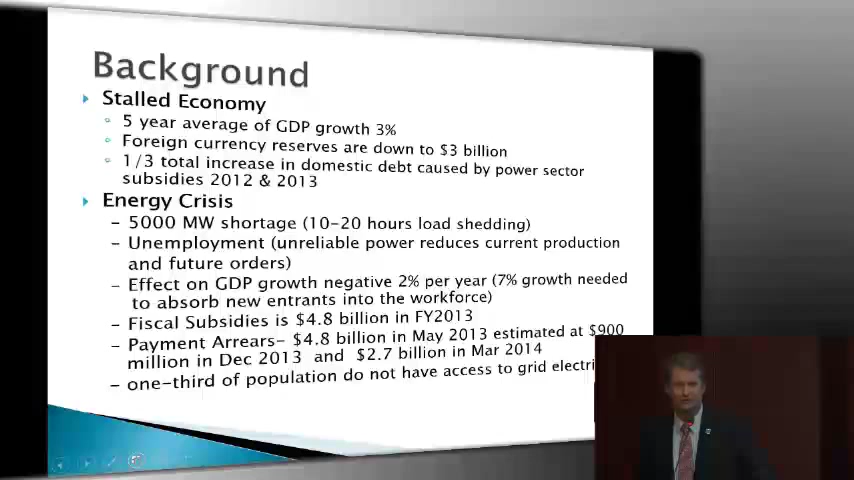 Background
Stalled Economy
5 year average of GDP growth 3%
Foreign currency reserves are down to $3 billion
1/3 total increase in domestic debt caused by power sector
subsidies 2012 & 2013
Energy Crisis
– 5000 MW shortage (10-20 hours load shedding)
– Unemployment (unreliable power reduces current production
and future orders)
– Effect on GDP growth negative 2% per year (7% growth needed
to absorb new entrants into the workforce)
– Fiscal Subsidies is $4.8 billion in FY2013
– Payment Arrears- $4.8 billion in May 2013 estimated at $900
million in Dec 2013 and $2.7 billion in Mar 2014
– one-third of population do not have access to grid